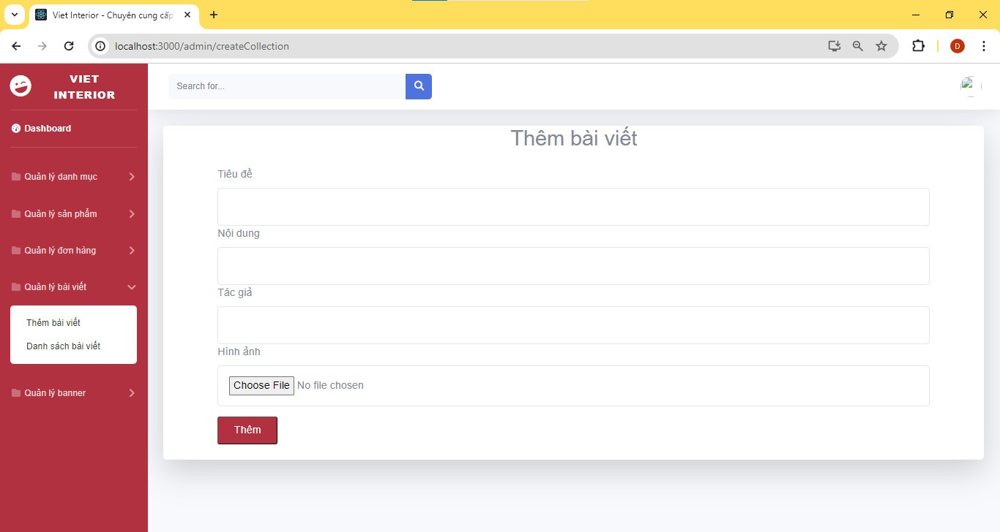 Viet Interior - Chuyên cung cấp
localhost:3000/admin/createCollection
D
VIET
INTERIOR
Search for...
Dashboard
Quản lý danh mục
Quản lý sản phẩm
Quản lý đơn hàng
Quản lý bài viết
Thêm bài viết
Danh sách bài viết
Quản lý banner
Thêm bài viết
Tiêu đề
Nội dung
Tác giả
Hình ảnh
Choose File No file chosen
Thêm